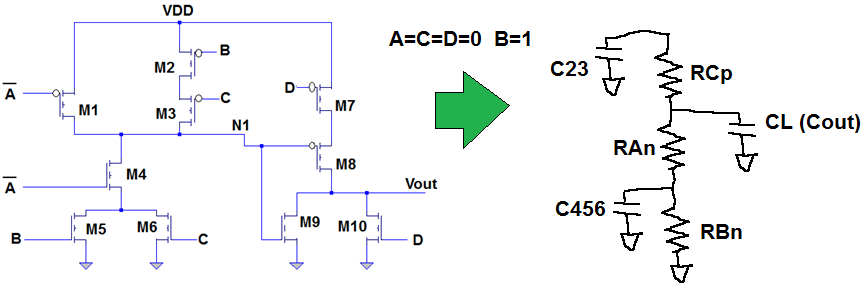 VDD
A=C=D=0 B=1
B
M2
C23
RCp
A
M1
C
M3
D
M7
N1
CL (Cout)
M8
RAn
M4
A
Vout
C456
B
M5
M6
C
M9
M10
D
RBn